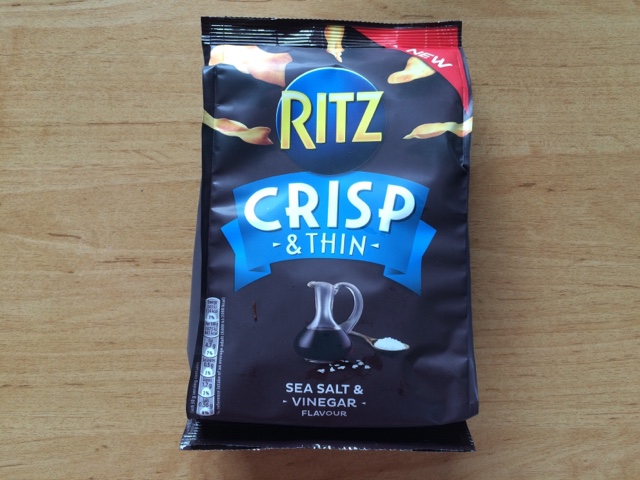 NEW
RITZ
CRISP
& THIN
SEA SALT &
VINEGAR
FLAVOUR